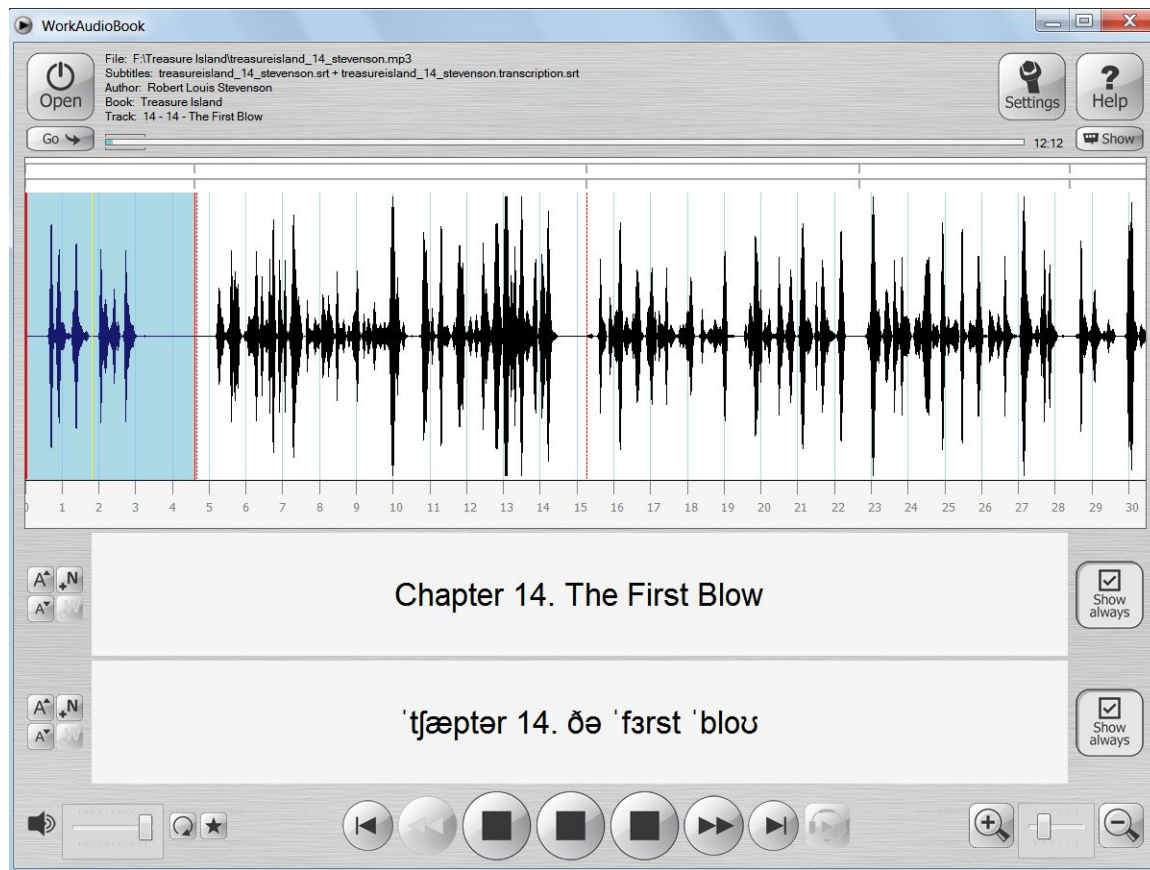 WorkAudioBook
File: F:\Treasure Island\treasureisland_14_stevenson.mp3
Subtitles: treasureisland_14_stevenson.srt + treasureisland_14_stevenson.transcription.srt
Author: Robert Louis Stevenson
Book: Treasure Island
Track: 14 - 14 - The First Blow
Open
Settings
Help
Go
12:12
Show
0 1 2 3 4 5 6 7 8 9 10 11 12 13 14 15 16 17 18 19 20 21 22 23 24 25 26 27 28 29 30
A
+N
A
W
Chapter 14. The First Blow
Show
always
A
+N
A
W
ˈtʃæptər 14. ðə ˈfɜrst ˈbloʊ
Show
always